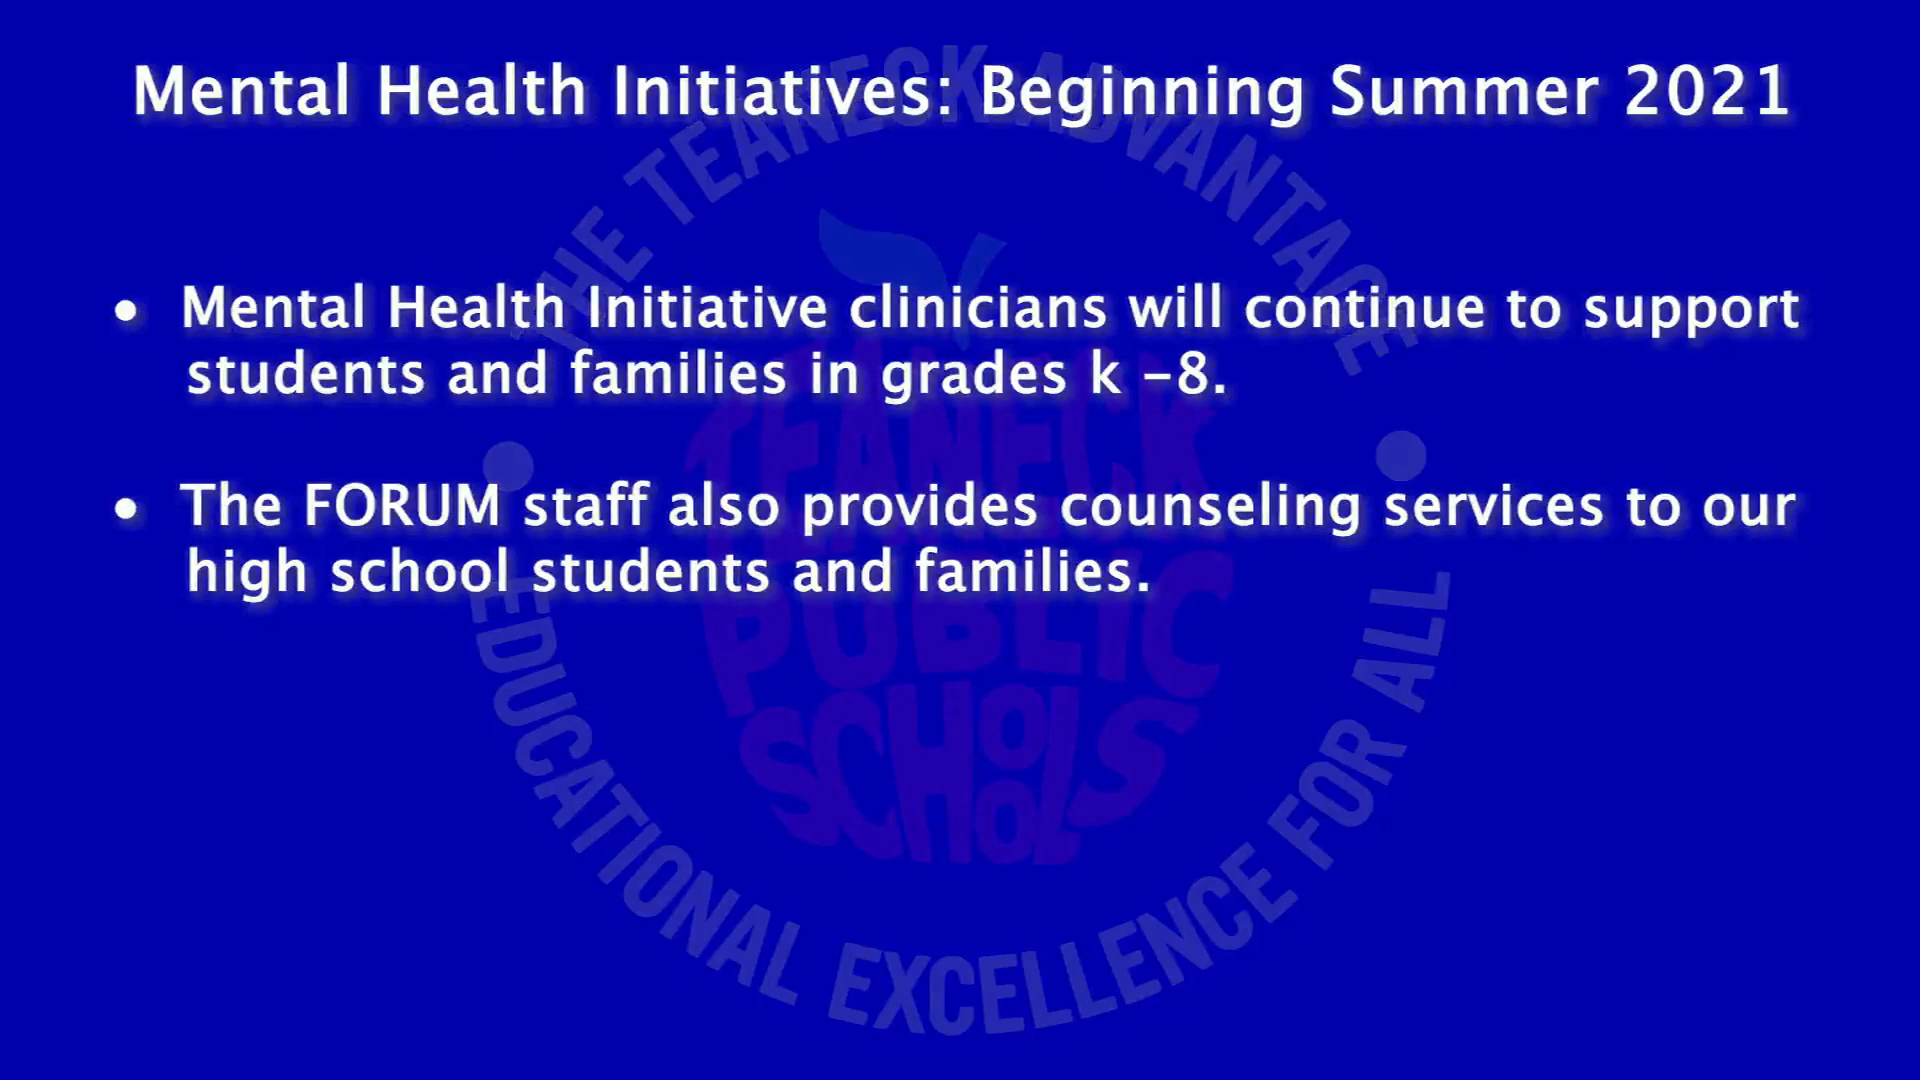 Mental Health Initiatives: Beginning Summer 2021
• Mental Health Initiative clinicians will continue to support
students and families in grades k -8.
• The FORUM staff also provides counseling services to our
high school students and families.
THE TEANECK ADVANTAGE
TEANECK
PUBLIC
SCHOOLS
EDUCATIONAL EXCELLENCE FOR ALL